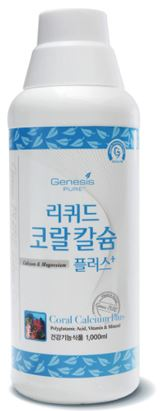 Genesis
PURE
리퀴드
코랄칼슘
Calcium & Magnesium
플러스+
Coral Calcium Plus
Polyglutamic Acid, Vitamin & Mineral
건강기능식품 1,000ml